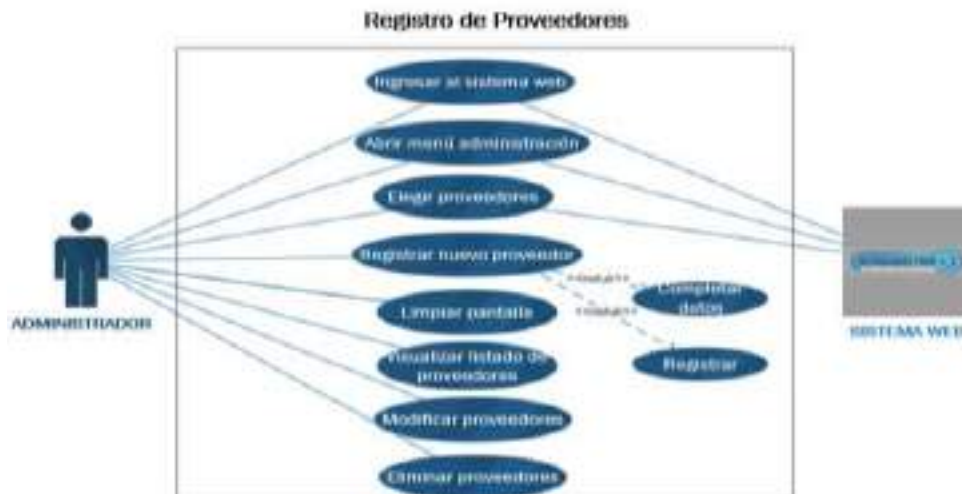 Registro de Proveedores
Ingresar al sistema web
Abrir menú administración
Elegir proveedores
Registrar nuevo proveedor
Completar
datos
Limpiar pantalla
ADMINISTRADOR
SISTEMA WEB
Visualizar listado de
proveedores
Registrar
Modificar proveedores
Eliminar proveedores